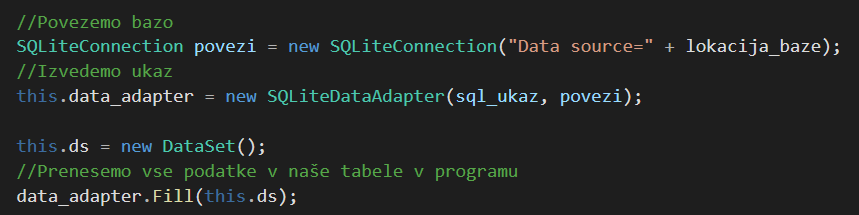 //Povezemo bazo
SQLiteConnection povezi = new SQLiteConnection("Data source=" + lokacija_baze);
//Izvedemo ukaz
this.data_adapter = new SQLiteDataAdapter(sql_ukaz, povezi);
this.ds = new DataSet();
//Prenesemo vse podatke v naše tabele v programu
data_adapter.Fill(this.ds);